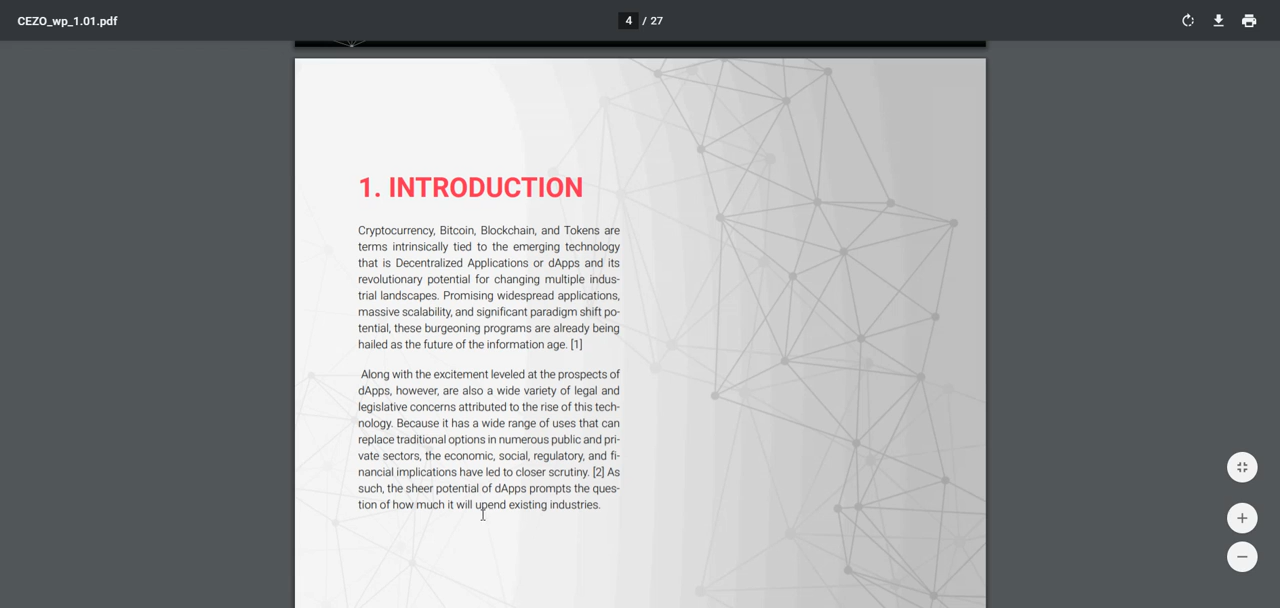 CEZO_wp_1.01.pdf
4 / 27
1. INTRODUCTION
Cryptocurrency, Bitcoin, Blockchain, and Tokens are
terms intrinsically tied to the emerging technology
that is Decentralized Applications or dApps and its
revolutionary potential for changing multiple indus-
trial landscapes. Promising widespread applications,
massive scalability, and significant paradigm shift po-
tential, these burgeoning programs are already being
hailed as the future of the information age. [1]
Along with the excitement leveled at the prospects of
dApps, however, are also a wide variety of legal and
legislative concerns attributed to the rise of this tech-
nology. Because it has a wide range of uses that can
replace traditional options in numerous public and pri-
vate sectors, the economic, social, regulatory, and fi-
nancial implications have led to closer scrutiny. [2] As
such, the sheer potential of dApps prompts the ques-
tion of how much it will upend existing industries.